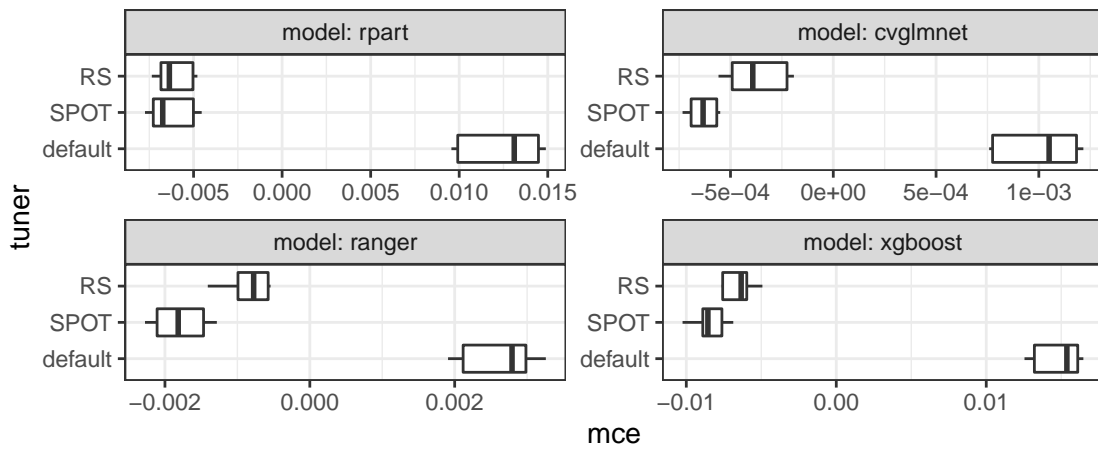 model: rpart
model: cvglmnet
RS
SPOT
default
RS
SPOT
default
−0.005 0.000 0.005 0.010 0.015
−5e−04 0e+00 5e−04 1e−03
tuner
model: ranger
model: xgboost
RS
SPOT
default
RS
SPOT
default
−0.002 0.000 0.002
−0.01 0.00 0.01
mce